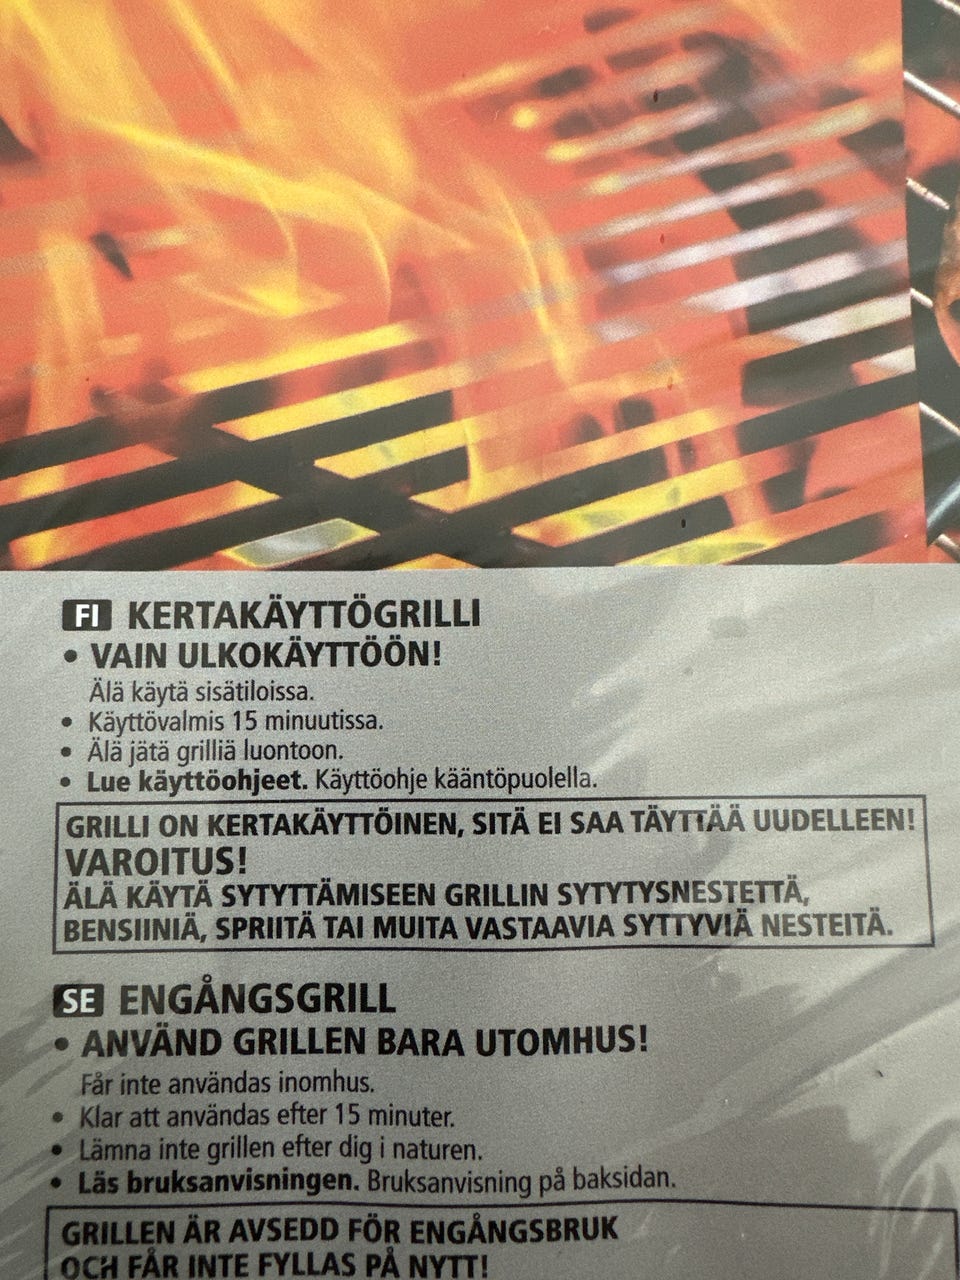 FI KERTAKÄYTTÖGRILLI
• VAIN ULKOKÄYTTÖÖN!
Älä käytä sisätiloissa.
• Käyttövalmis 15 minuutissa.
• Älä jätä grilliä luontoon.
• Lue käyttöohjeet. Käyttöohje kääntöpuolella.
GRILLI ON KERTAKÄYTTÖINEN, SITÄ EI SAA TÄYTTÄÄ UUDELLEEN!
VAROITUS!
ÄLÄ KÄYTÄ SYTYTTÄMISEEN GRILLIN SYTYTYSNESTETTÄ,
BENSIINIÄ, SPRIITÄ TAI MUITA VASTAAVIA SYTTYVIÄ NESTEITÄ.
SE ENGÅNGSGRILL
• ANVÄND GRILLEN BARA UTOMHUS!
Får inte användas inomhus.
• Klar att användas efter 15 minuter.
• Lämna inte grillen efter dig i naturen.
• Läs bruksanvisningen. Bruksanvisning på baksidan.
GRILLEN ÄR AVSEDD FÖR ENGÅNGSBRUK
OCH FÅR INTE FYLLAS PÅ NYTT!